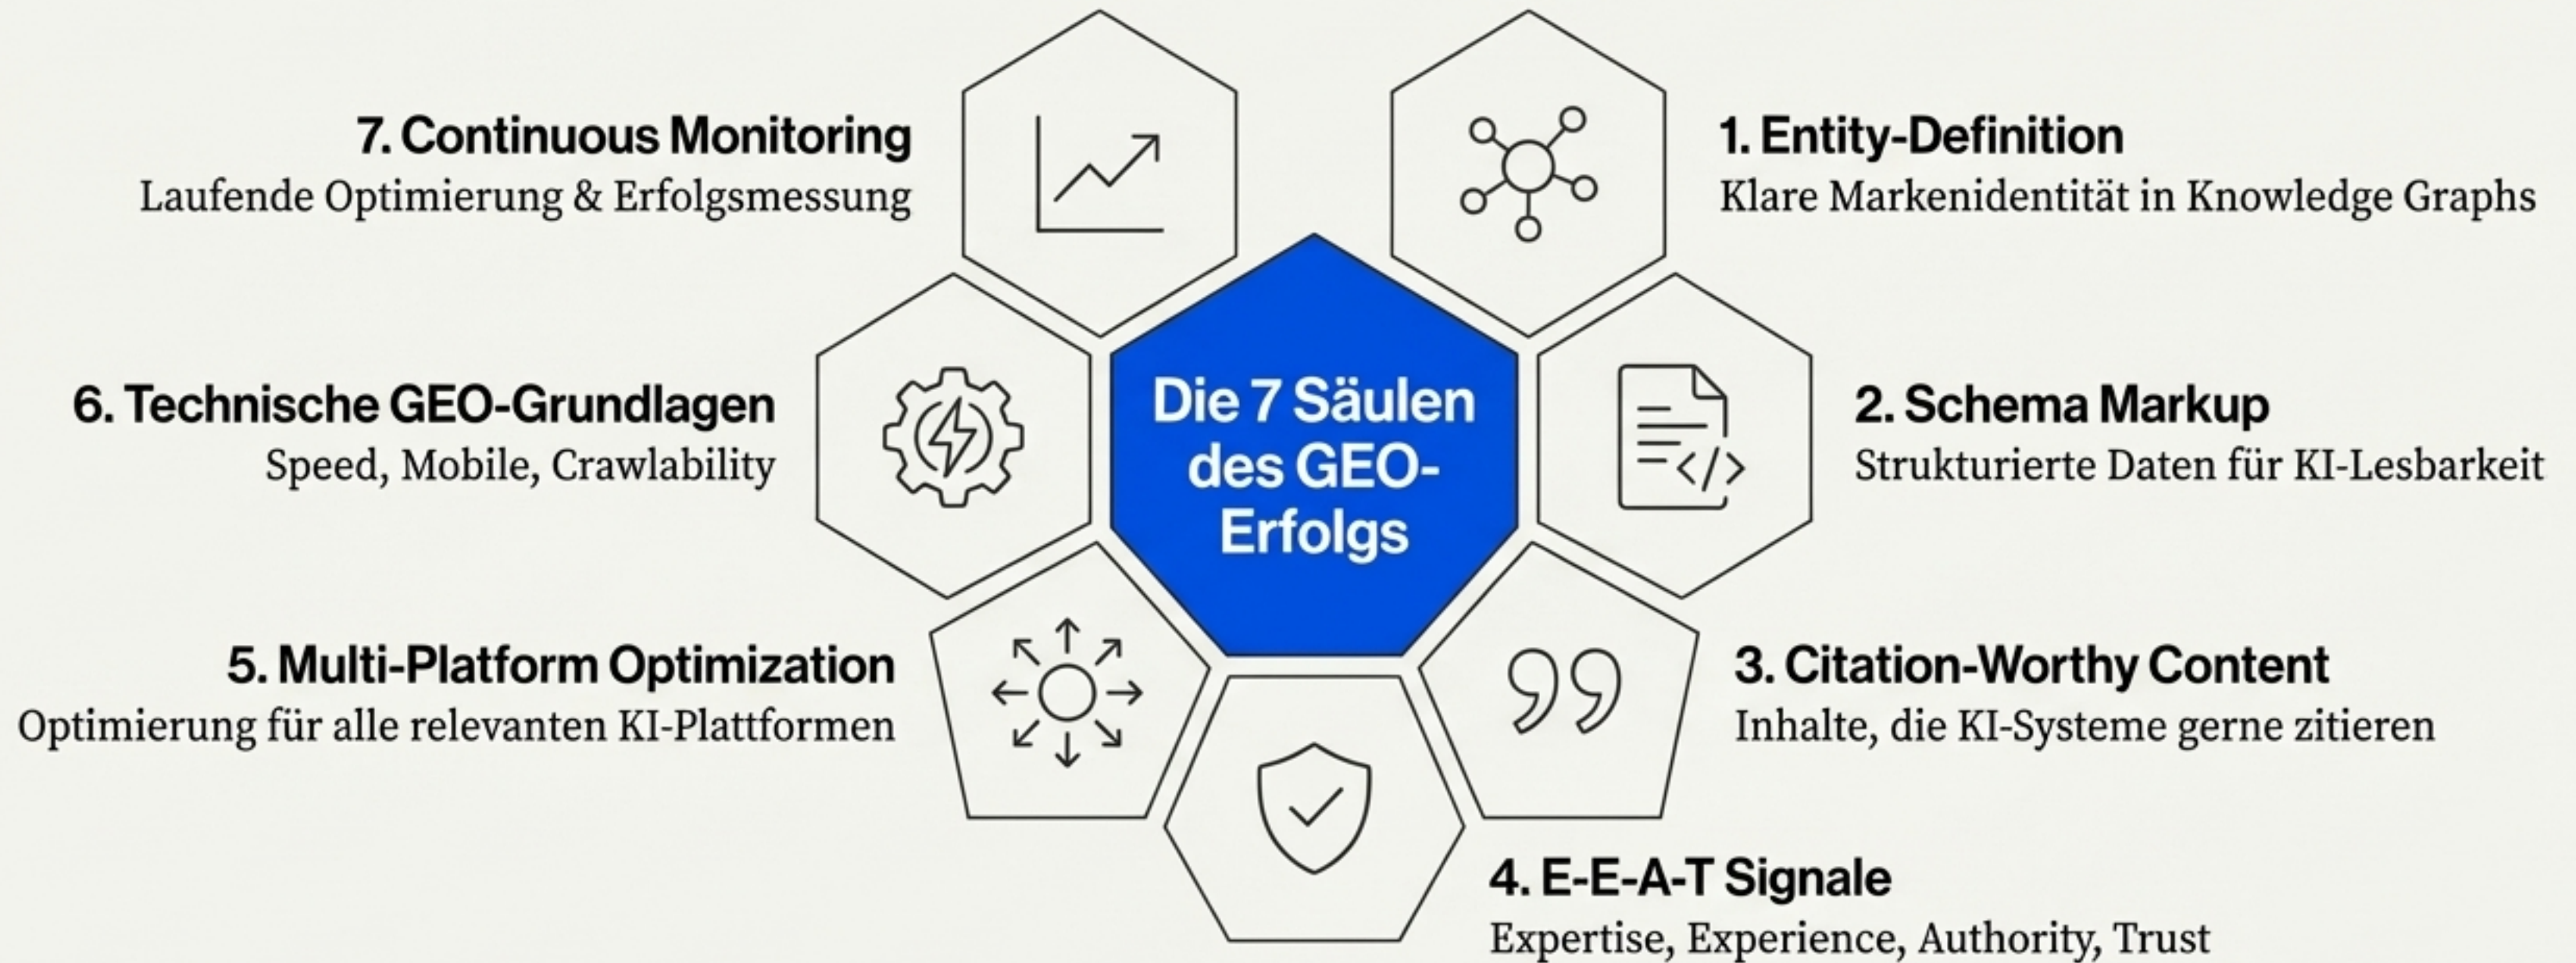 Die 7 Säulen
des GEO-
Erfolgs
1. Entity-Definition
Klare Markenidentität in Knowledge Graphs
2. Schema Markup
Strukturierte Daten für KI-Lesbarkeit
3. Citation-Worthy Content
Inhalte, die KI-Systeme gerne zitieren
4. E-E-A-T Signale
Expertise, Experience, Authority, Trust
5. Multi-Platform Optimization
Optimierung für alle relevanten KI-Plattformen
6. Technische GEO-Grundlagen
Speed, Mobile, Crawlability
7. Continuous Monitoring
Laufende Optimierung & Erfolgsmessung